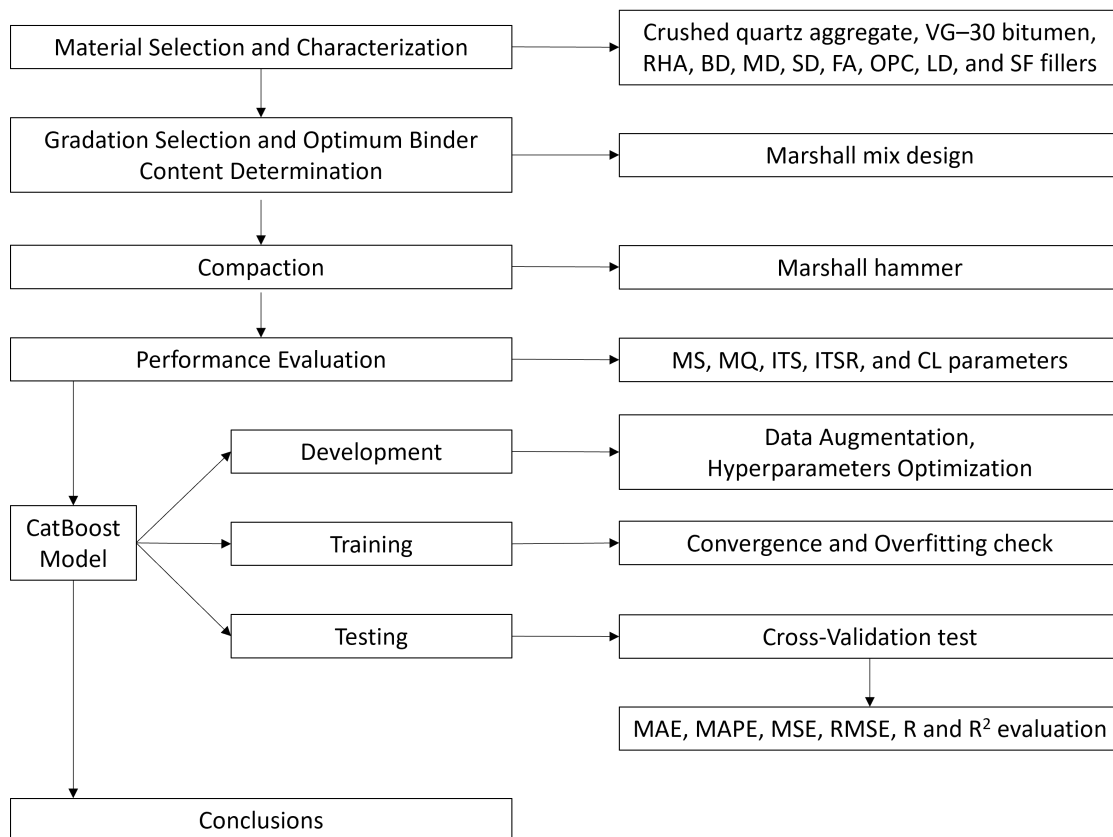 Material Selection and Characterization
Crushed quartz aggregate, VG–30 bitumen,
RHA, BD, MD, SD, FA, OPC, LD, and SF fillers
Gradation Selection and Optimum Binder
Content Determination
Marshall mix design
Compaction
Marshall hammer
Performance Evaluation
MS, MQ, ITS, ITSR, and CL parameters
Development
Data Augmentation,
Hyperparameters Optimization
CatBoost
Model
Training
Convergence and Overfitting check
Testing
Cross-Validation test
MAE, MAPE, MSE, RMSE, R and R² evaluation
Conclusions